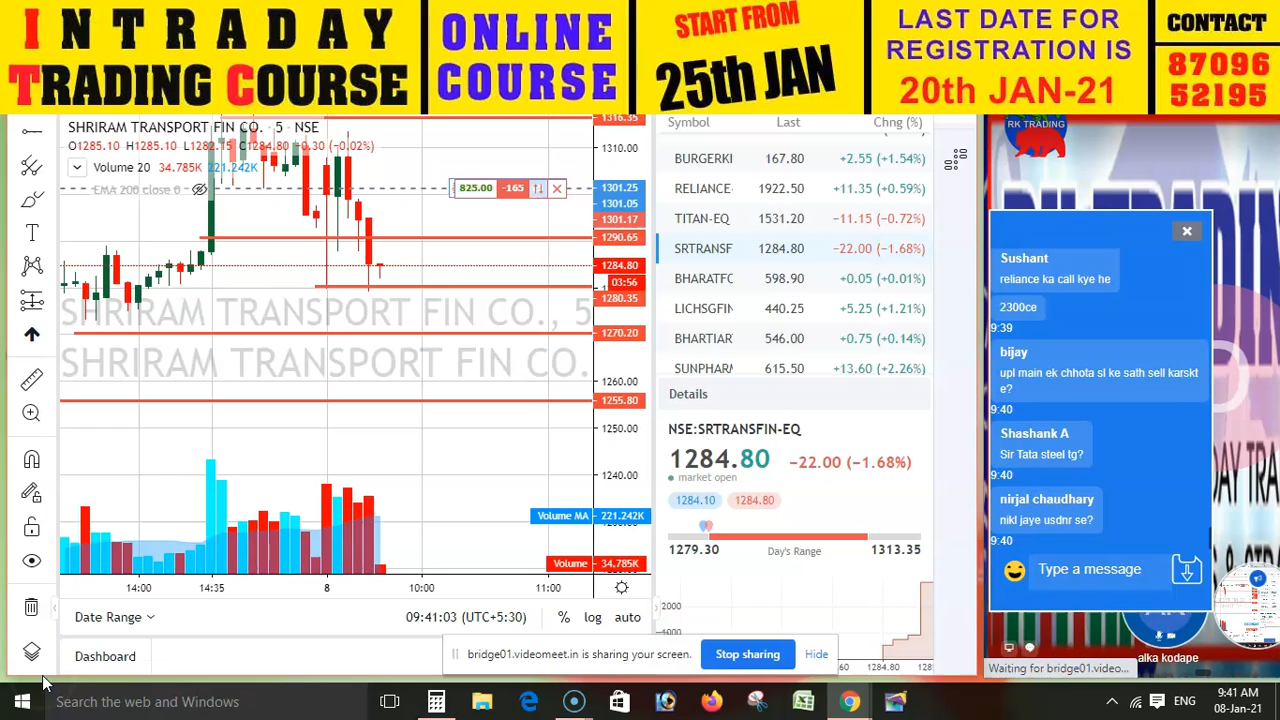 INTRADAY
TRADING COURSE
ONLINE
COURSE
START FROM
25th JAN
LAST DATE FOR
REGISTRATION IS
20th JAN-21
CONTACT
87096
52195
SHRIRAM TRANSPORT FIN CO. · 5 · NSE
O1285.10 H1285.10 L1282.15 C1284.80 −0.30 (−0.02%)
Volume 20 34.785K 221.242K
EMA 200 close 0
825.00 -165
1316.35
1310.00
1301.25
1301.05
1301.17
1290.65
1284.80
03:56
1280.35
1270.20
1260.00
1255.80
1250.00
1240.00
Volume MA 221.242K
Volume 34.785K
SHRIRAM TRANSPORT FIN CO., 5
SHRIRAM TRANSPORT FIN CO.
14:00 14:35 8 10:00 11:00
Date Range 09:41:03 (UTC+5:30) % log auto
Dashboard
Symbol Last Chng (%)
BURGERKI 167.80 +2.55 (+1.54%)
RELIANCE- 1922.50 +11.35 (+0.59%)
TITAN-EQ 1531.20 −11.15 (−0.72%)
SRTRANSF 1284.80 −22.00 (−1.68%)
BHARATFC 598.90 +0.05 (+0.01%)
LICHSGFI 440.25 +5.25 (+1.21%)
BHARTIAR 546.00 +0.75 (+0.14%)
SUNPHARM 615.50 +13.60 (+2.26%)
Details
NSE:SRTRANSFIN-EQ
1284.80 −22.00 (−1.68%)
market open
1284.10 1284.80
1279.30 Day's Range 1313.35
2000
1284.80
bridge01.videomeet.in is sharing your screen. Stop sharing Hide
RK TRADING
Sushant
reliance ka call kye he
2300ce
9:39
bijay
upl main ek chhota sl ke sath sell karskt
e?
9:40
Shashank A
Sir Tata steel tg?
9:40
nirjal chaudhary
nikl jaye usdnr se?
9:40
Type a message
alka kodape
Waiting for bridge01.videomeet...
Search the web and Windows
ENG
9:41 AM
08-Jan-21